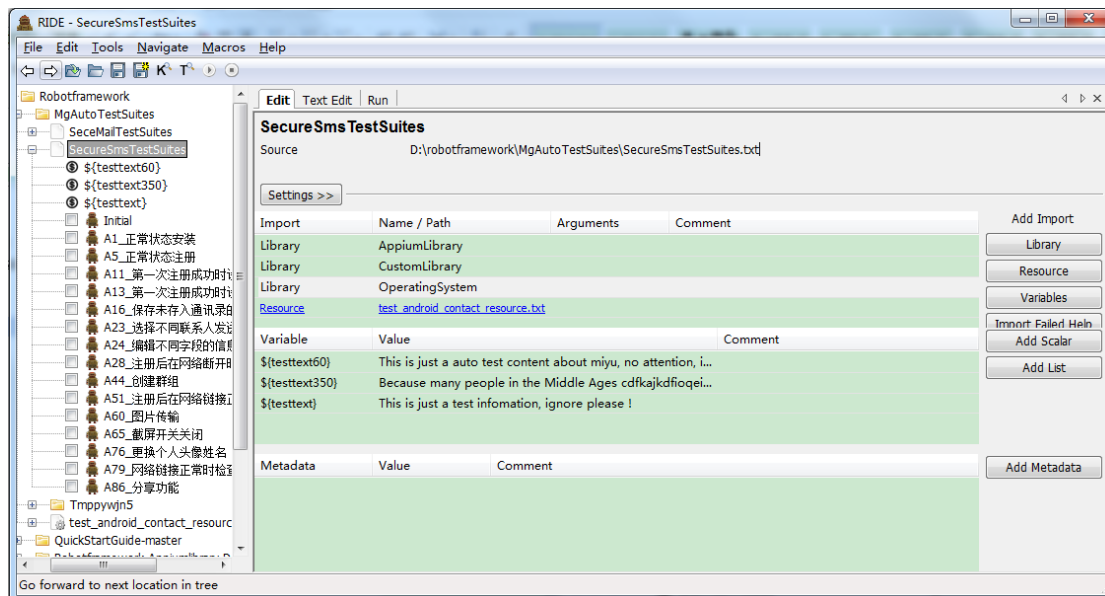 RIDE - SecureSmsTestSuites
File Edit Tools Navigate Macros Help
Robotframework
MgAutoTestSuites
SeceMailTestSuites
SecureSmsTestSuites
${testtext60}
${testtext350}
${testtext}
Initial
A1_正常状态安装
A5_正常状态注册
A11_第一次注册成功时
A13_第一次注册成功时
A16_保存未存入通讯录的
A23_选择不同联系人发送
A24_编辑不同字段的信息
A28_注册后在网络断开时
A44_创建群组
A51_注册后在网络链接正
A60_图片传输
A65_截屏开关关闭
A76_更换个人头像姓名
A79_网络链接正常时检查
A86_分享功能
Tmppywjn5
test_android_contact_resourc
QuickStartGuide-master
Edit Text Edit Run
SecureSmsTestSuites
Source D:\robotframework\MgAutoTestSuites\SecureSmsTestSuites.txt
Settings >>
Import Name / Path Arguments Comment
Library AppiumLibrary
Library CustomLibrary
Library OperatingSystem
Resource test_android_contact_resource.txt
Variable Value Comment
${testtext60} This is just a auto test content about miyu, no attention, i...
${testtext350} Because many people in the Middle Ages cdfkajkdfioqei...
${testtext} This is just a test infomation, ignore please !
Metadata Value Comment
Add Import
Library
Resource
Variables
Import Failed Help
Add Scalar
Add List
Add Metadata
Go forward to next location in tree